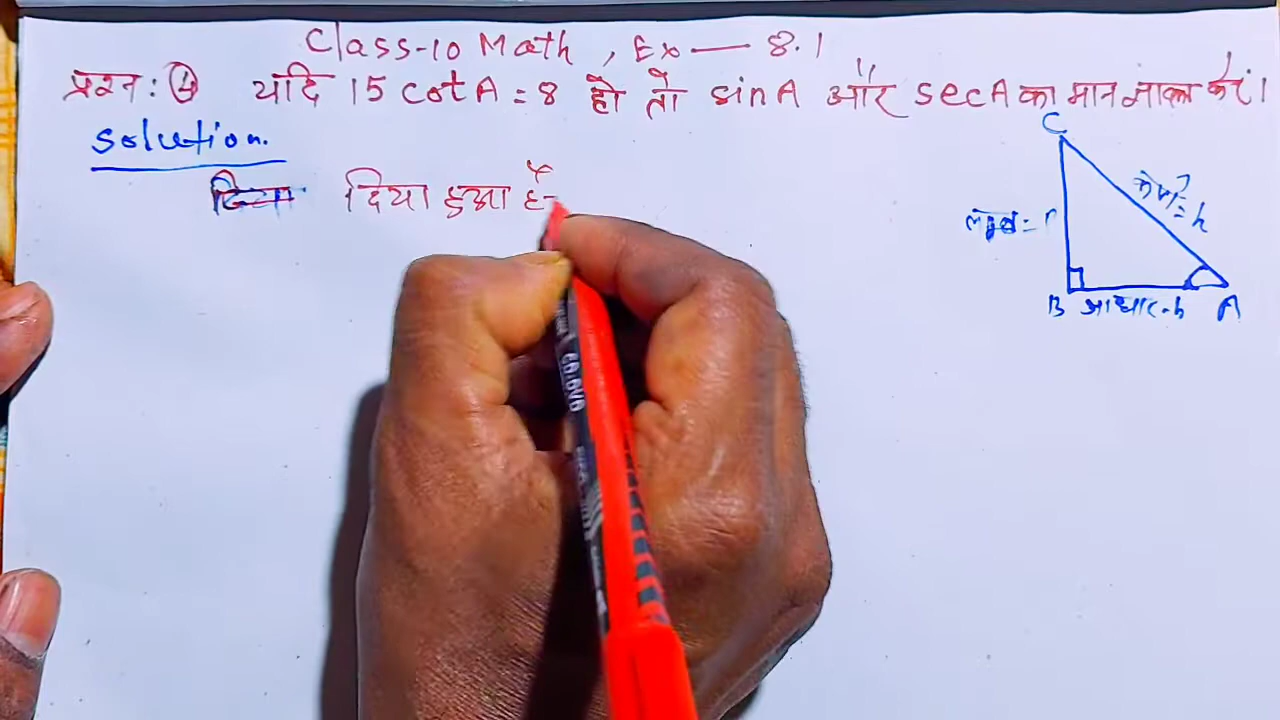 Class-10 Math , Ex — 8.1
प्रश्न: ④ यदि 15 cot A = 8 हो तो sin A और sec A का मान ज्ञात करें।
Solution.
दिया हुआ है-
C
कर्ण = h
लम्ब =
B आधार = b A